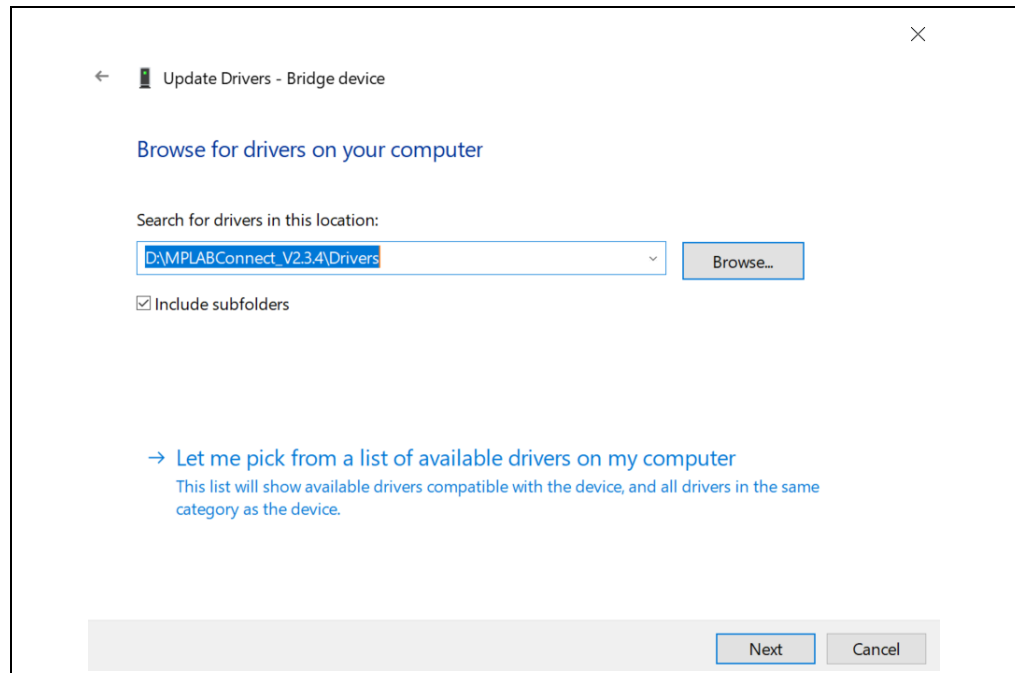 Update Drivers - Bridge device
Browse for drivers on your computer
Search for drivers in this location:
D:\MPLABConnect_V2.3.4\Drivers
Browse...
Include subfolders
Let me pick from a list of available drivers on my computer
This list will show available drivers compatible with the device, and all drivers in the same
category as the device.
Next
Cancel